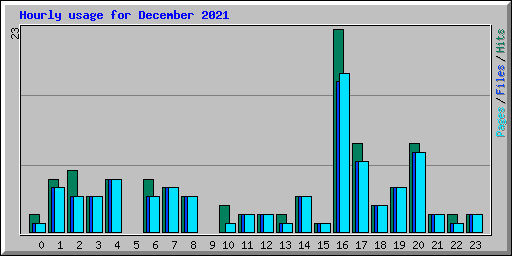 Hourly usage for December 2021
23
Pages/Files/Hits
0 1 2 3 4 5 6 7 8 9 10 11 12 13 14 15 16 17 18 19 20 21 22 23